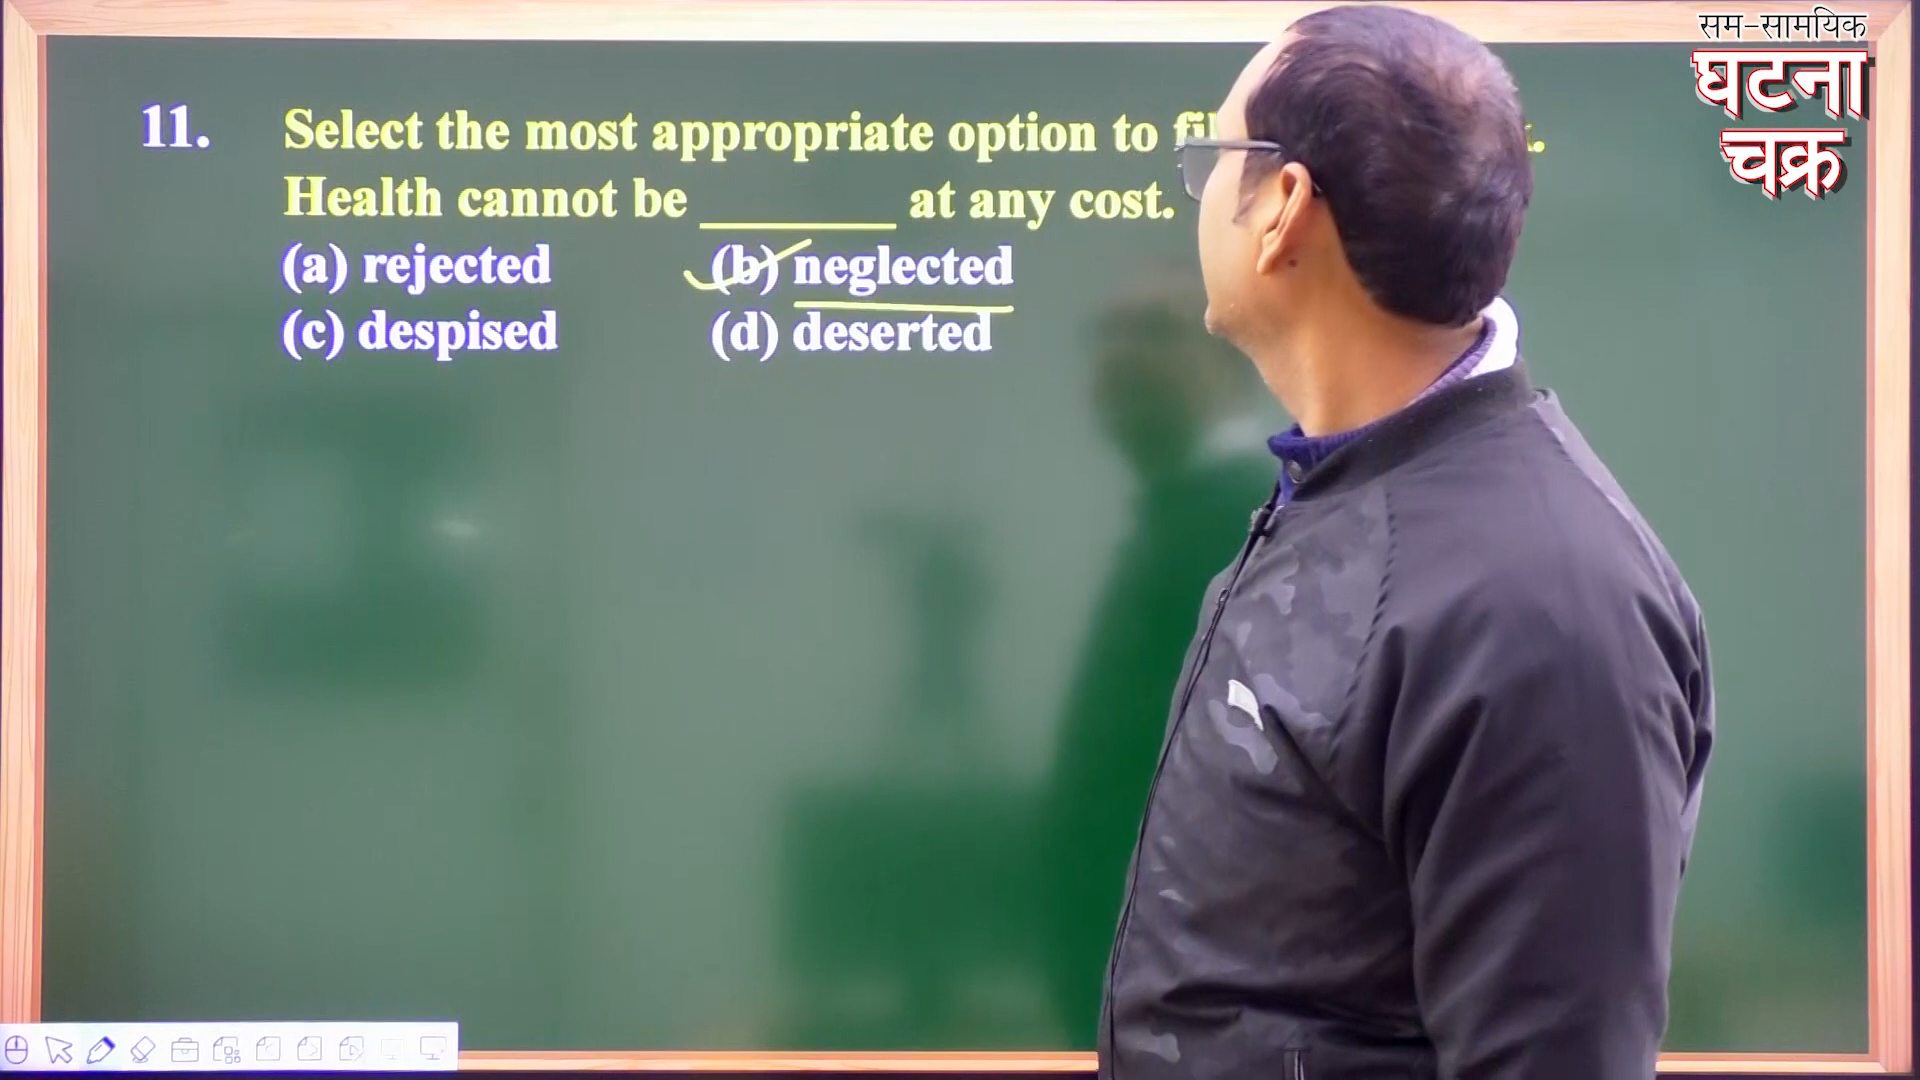 सम-सामयिक
घटना
चक्र
11. Select the most appropriate option to
Health cannot be ________ at any cost.
(a) rejected (b) neglected
(c) despised (d) deserted